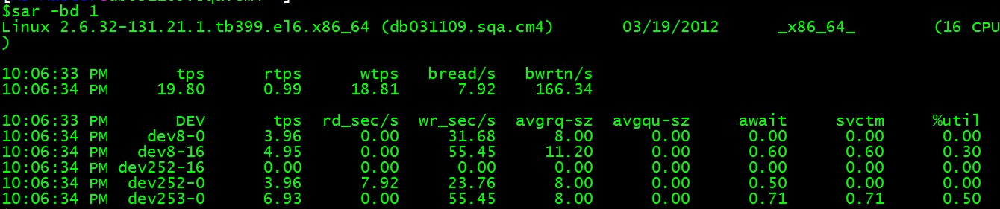 $sar -bd 1
Linux 2.6.32-131.21.1.tb399.el6.x86_64 (db031109.sqa.cm4) 03/19/2012 _x86_64_ (16 CPU
)
10:06:33 PM tps rtps wtps bread/s bwrtn/s
10:06:34 PM 19.80 0.99 18.81 7.92 166.34
10:06:33 PM DEV tps rd_sec/s wr_sec/s avgrq-sz avgqu-sz await svctm %util
10:06:34 PM dev8-0 3.96 0.00 31.68 8.00 0.00 0.00 0.00 0.00
10:06:34 PM dev8-16 4.95 0.00 55.45 11.20 0.00 0.60 0.60 0.30
10:06:34 PM dev252-16 0.00 0.00 0.00 0.00 0.00 0.00 0.00 0.00
10:06:34 PM dev252-0 3.96 7.92 23.76 8.00 0.00 0.50 0.00 0.00
10:06:34 PM dev253-0 6.93 0.00 55.45 8.00 0.00 0.71 0.71 0.50